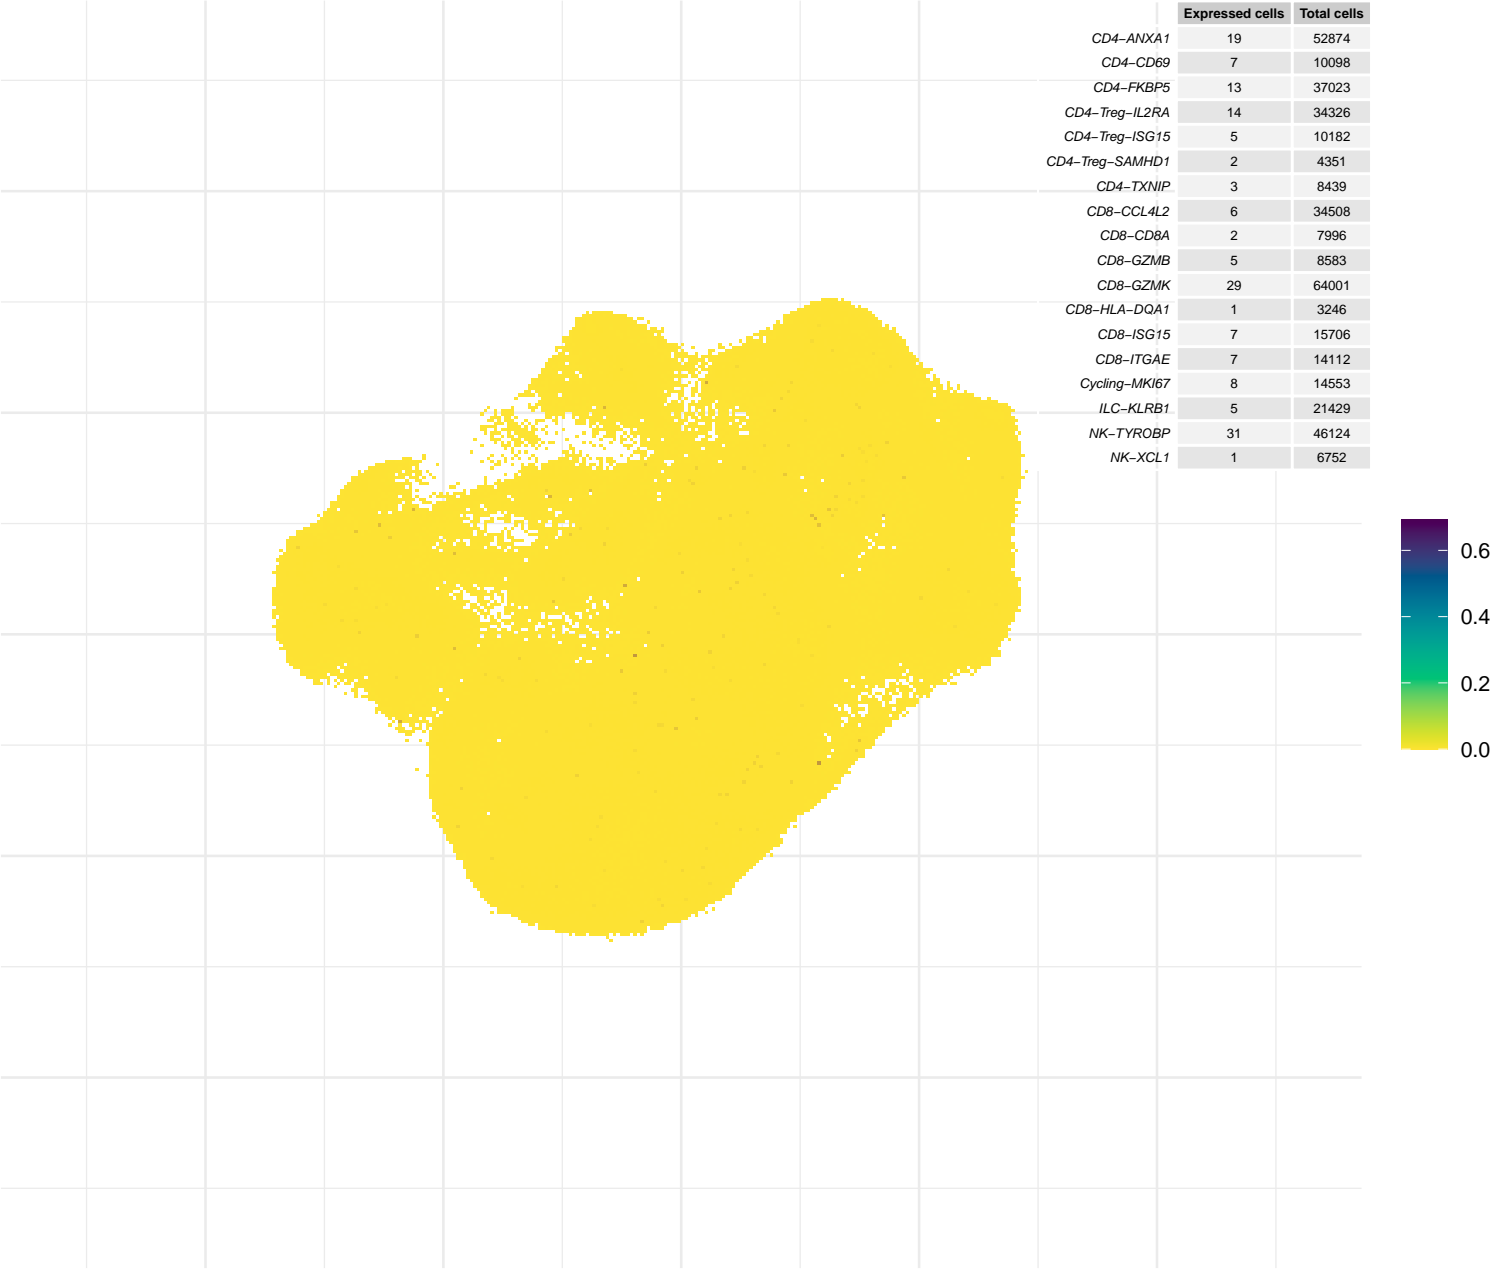 Expressed cells Total cells
CD4−ANXA1 19 52874
CD4−CD69 7 10098
CD4−FKBP5 13 37023
CD4−Treg−IL2RA 14 34326
CD4−Treg−ISG15 5 10182
CD4−Treg−SAMHD1 2 4351
CD4−TXNIP 3 8439
CD8−CCL4L2 6 34508
CD8−CD8A 2 7996
CD8−GZMB 5 8583
CD8−GZMK 29 64001
CD8−HLA−DQA1 1 3246
CD8−ISG15 7 15706
CD8−ITGAE 7 14112
Cycling−MKI67 8 14553
ILC−KLRB1 5 21429
NK−TYROBP 31 46124
NK−XCL1 1 6752
0.6
0.4
0.2
0.0